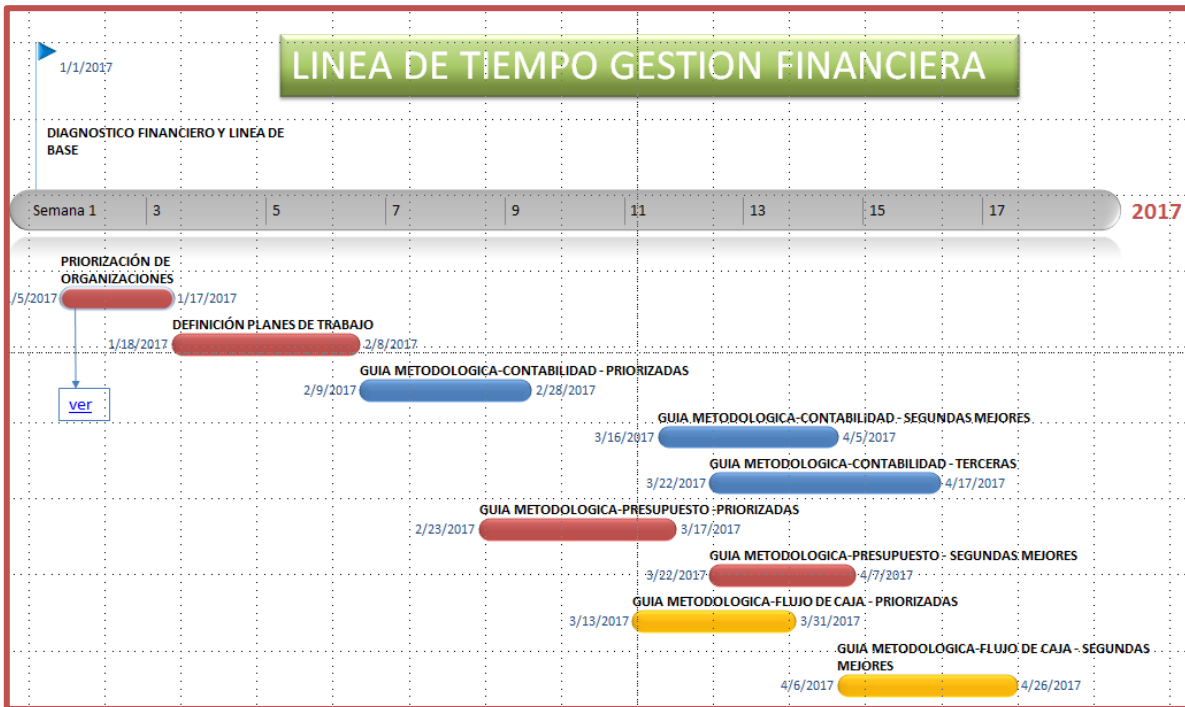 1/1/2017
LINEA DE TIEMPO GESTION FINANCIERA
DIAGNOSTICO FINANCIERO Y LINEA DE
BASE
Semana 1 3 5 7 9 11 13 15 17 2017
PRIORIZACIÓN DE
ORGANIZACIONES
/5/2017 1/17/2017
DEFINICIÓN PLANES DE TRABAJO
1/18/2017 2/8/2017
GUIA METODOLOGICA-CONTABILIDAD - PRIORIZADAS
2/9/2017 2/28/2017
ver
GUIA METODOLOGICA-CONTABILIDAD - SEGUNDAS MEJORES
3/16/2017 4/5/2017
GUIA METODOLOGICA-CONTABILIDAD - TERCERAS
3/22/2017 4/17/2017
GUIA METODOLOGICA-PRESUPUESTO -PRIORIZADAS
2/23/2017 3/17/2017
GUIA METODOLOGICA-PRESUPUESTO - SEGUNDAS MEJORES
3/22/2017 4/7/2017
GUIA METODOLOGICA-FLUJO DE CAJA - PRIORIZADAS
3/13/2017 3/31/2017
GUIA METODOLOGICA-FLUJO DE CAJA - SEGUNDAS
MEJORES
4/6/2017 4/26/2017